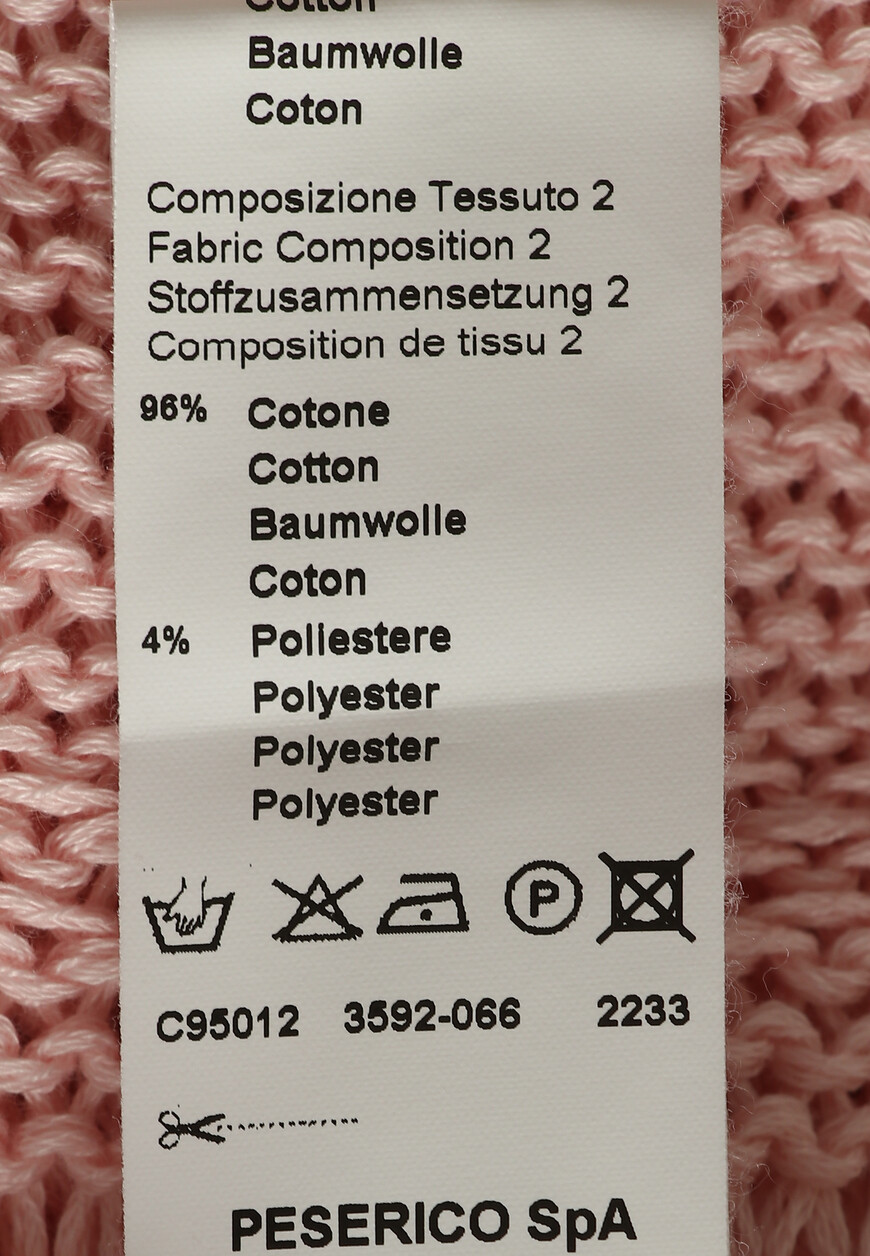 Cotton
Baumwolle
Coton
Composizione Tessuto 2
Fabric Composition 2
Stoffzusammensetzung 2
Composition de tissu 2
96% Cotone
Cotton
Baumwolle
Coton
4% Poliestere
Polyester
Polyester
Polyester
P
C95012 3592-066 2233
PESERICO SpA